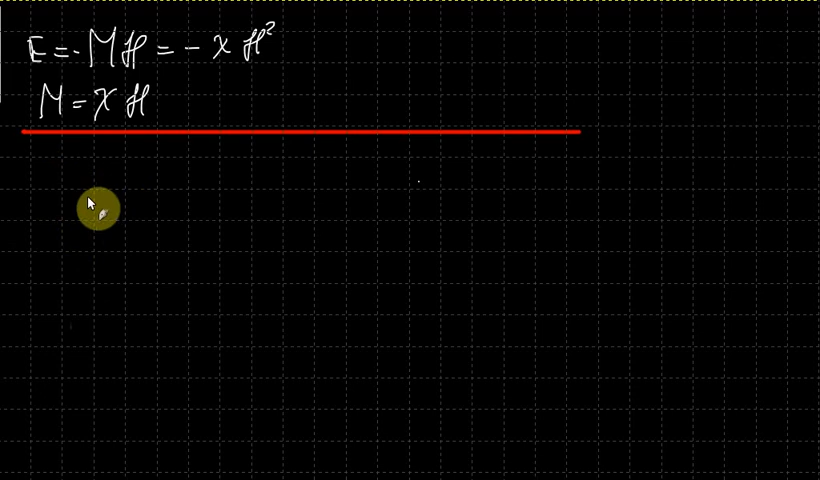 E = - M H = - χ H²
M = χ H